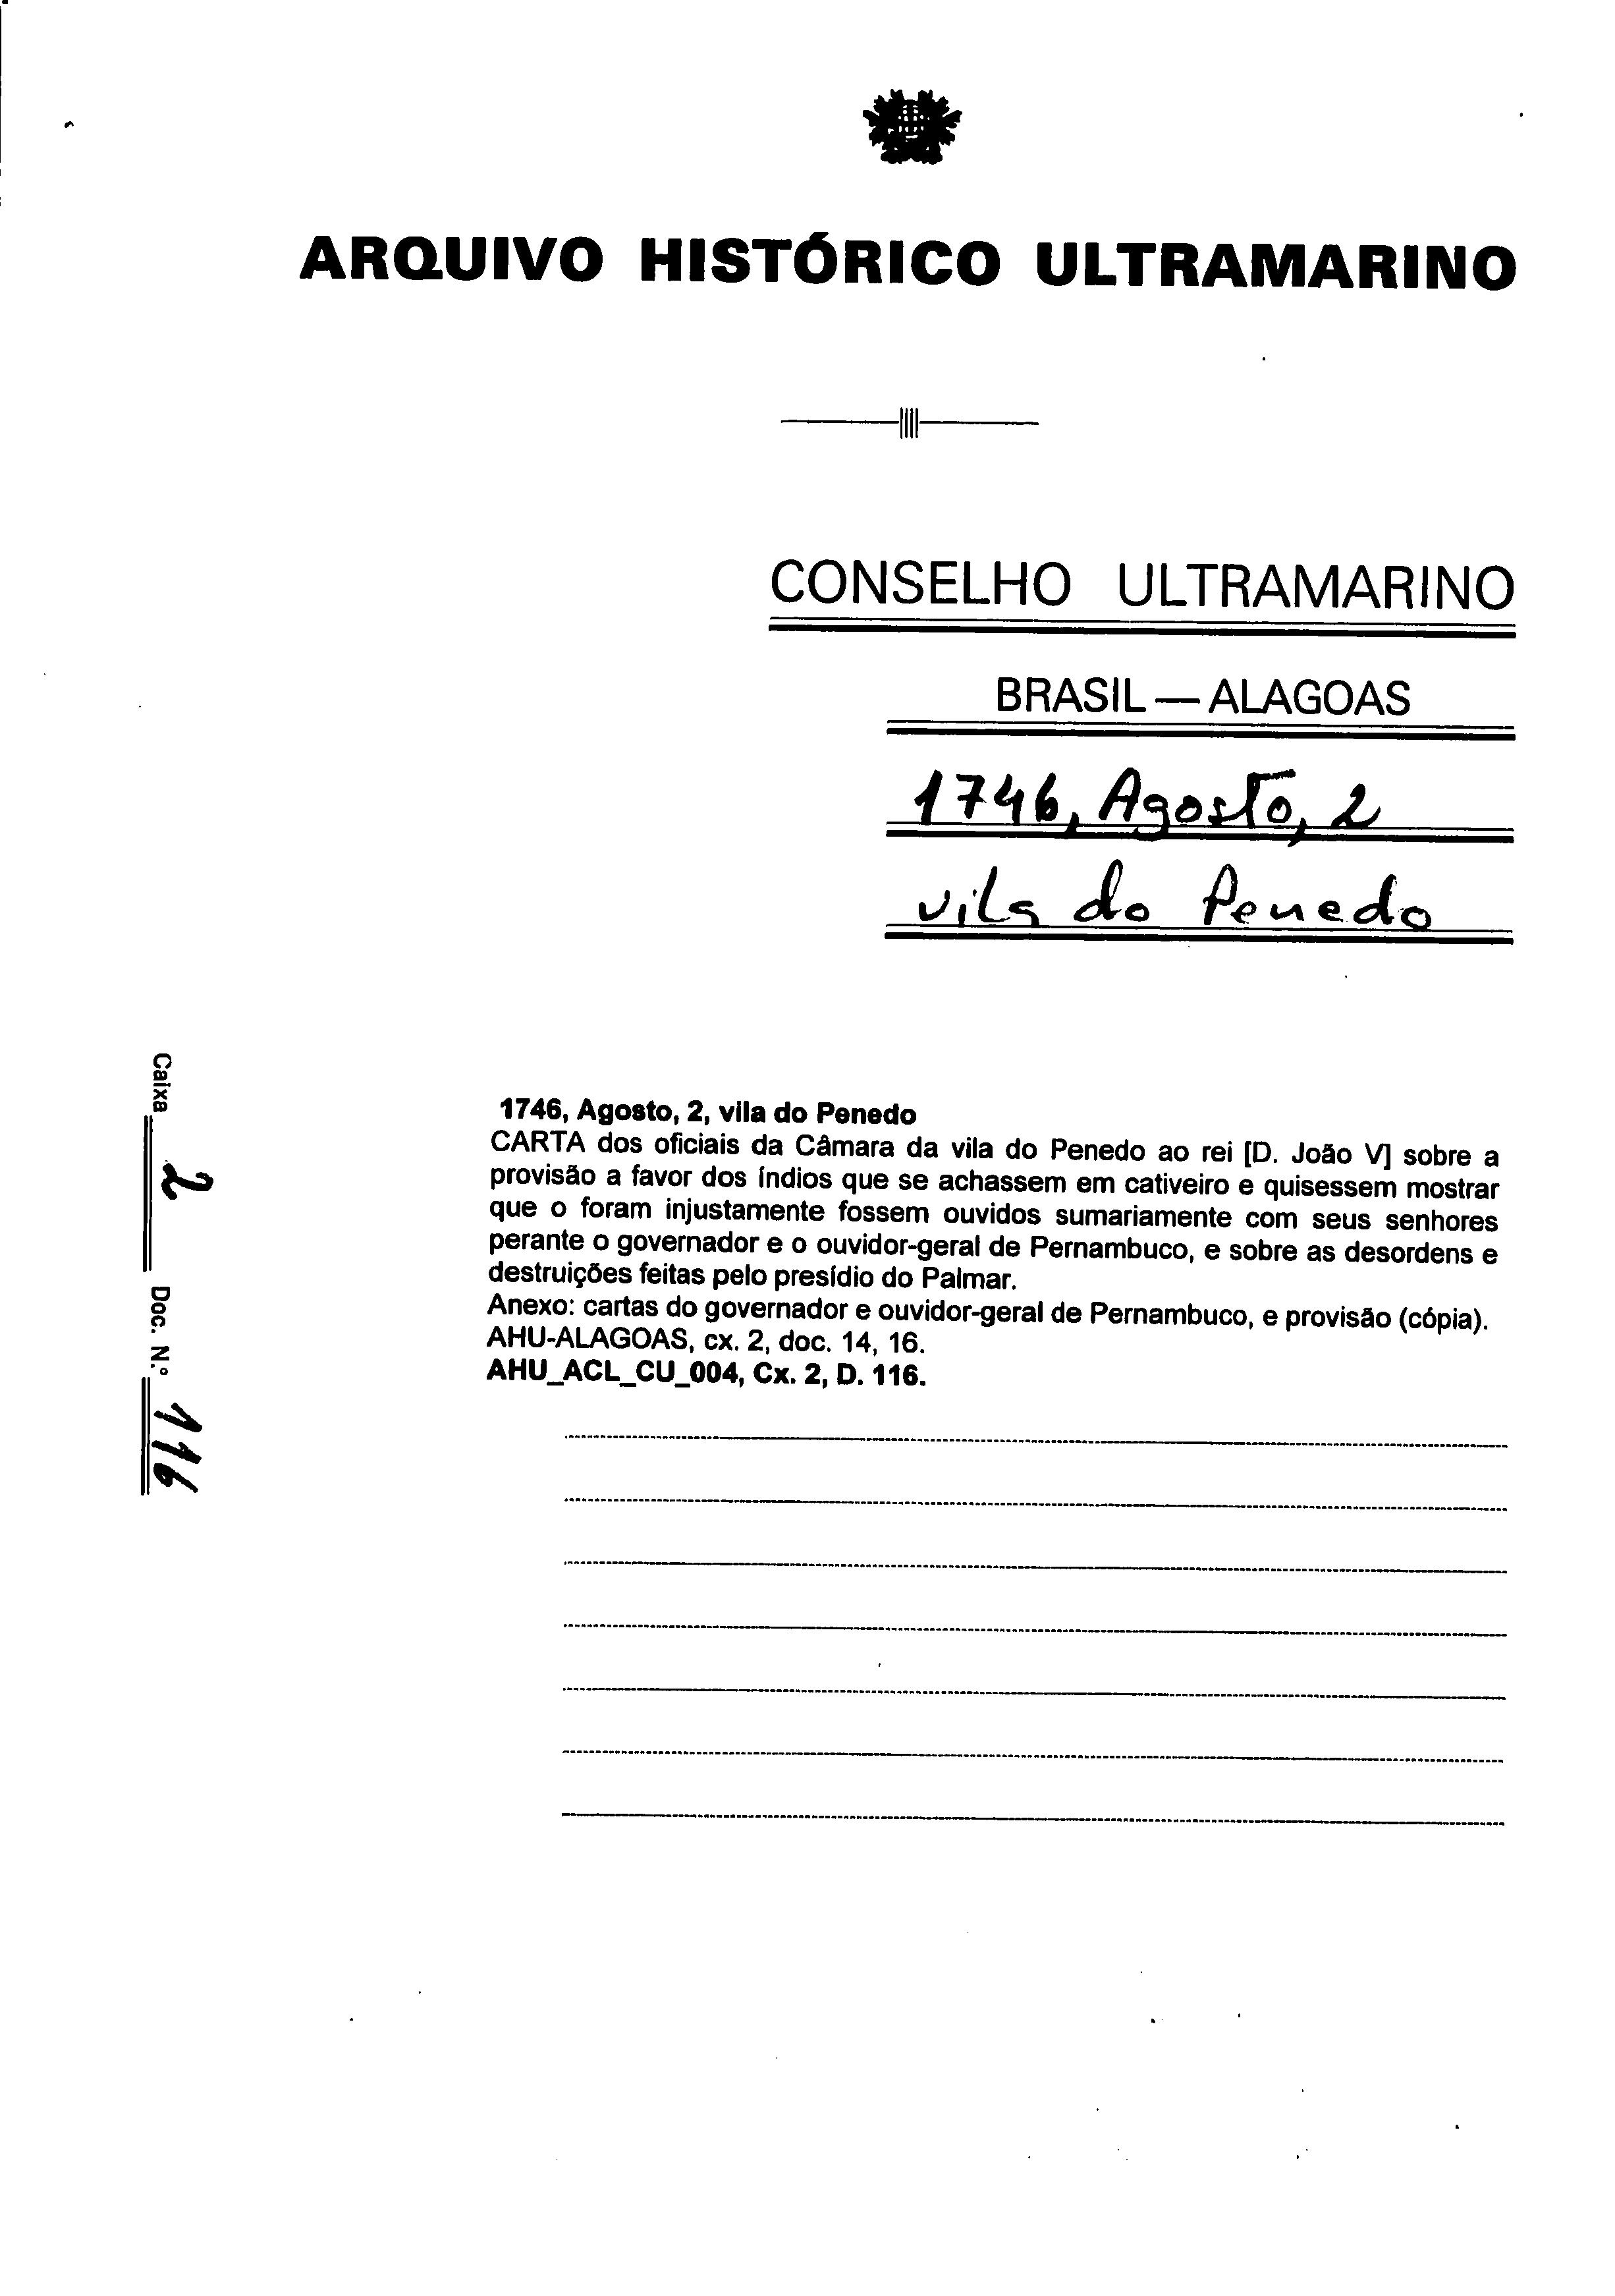 ARQUIVO HISTÓRICO ULTRAMARINO
CONSELHO ULTRAMARINO
BRASIL — ALAGOAS
1746, Agosto, 2
vila do Penedo
Caixa 2 Doc. N.º 116
1746, Agosto, 2, vila do Penedo
CARTA dos oficiais da Câmara da vila do Penedo ao rei [D. João V] sobre a
provisão a favor dos índios que se achassem em cativeiro e quisessem mostrar
que o foram injustamente fossem ouvidos sumariamente com seus senhores
perante o governador e o ouvidor-geral de Pernambuco, e sobre as desordens e
destruições feitas pelo presídio do Palmar.
Anexo: cartas do governador e ouvidor-geral de Pernambuco, e provisão (cópia).
AHU-ALAGOAS, cx. 2, doc. 14, 16.
AHU_ACL_CU_004, Cx. 2, D. 116.